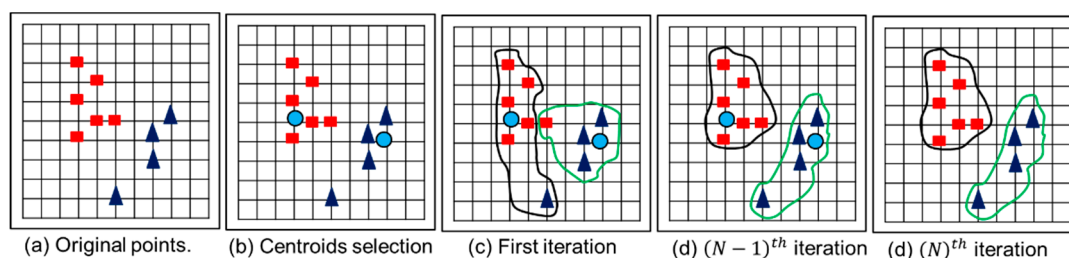 (a) Original points.
(b) Centroids selection
(c) First iteration
(d) (N − 1)^th iteration
(d) (N)^th iteration